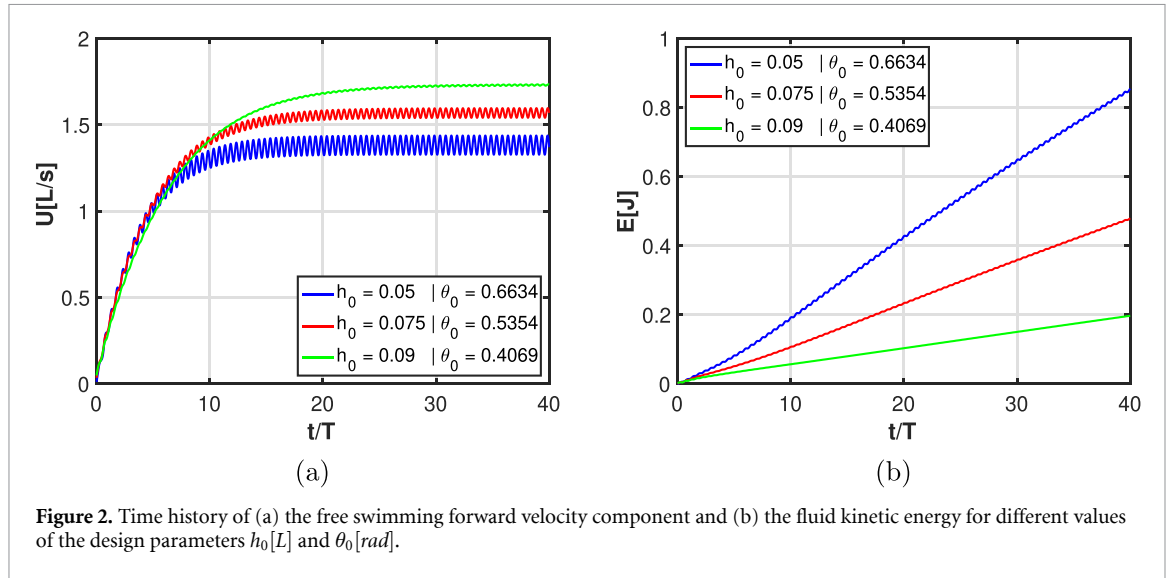 2
1.5
1
0.5
0
0 10 20 30 40
U[L/s]
t/T
h0 = 0.05 | θ0 = 0.6634
h0 = 0.075 | θ0 = 0.5354
h0 = 0.09 | θ0 = 0.4069
(a)
1
0.8
0.6
0.4
0.2
0
0 10 20 30 40
E[J]
t/T
h0 = 0.05 | θ0 = 0.6634
h0 = 0.075 | θ0 = 0.5354
h0 = 0.09 | θ0 = 0.4069
(b)
Figure 2. Time history of (a) the free swimming forward velocity component and (b) the fluid kinetic energy for different values
of the design parameters h0[L] and θ0[rad].